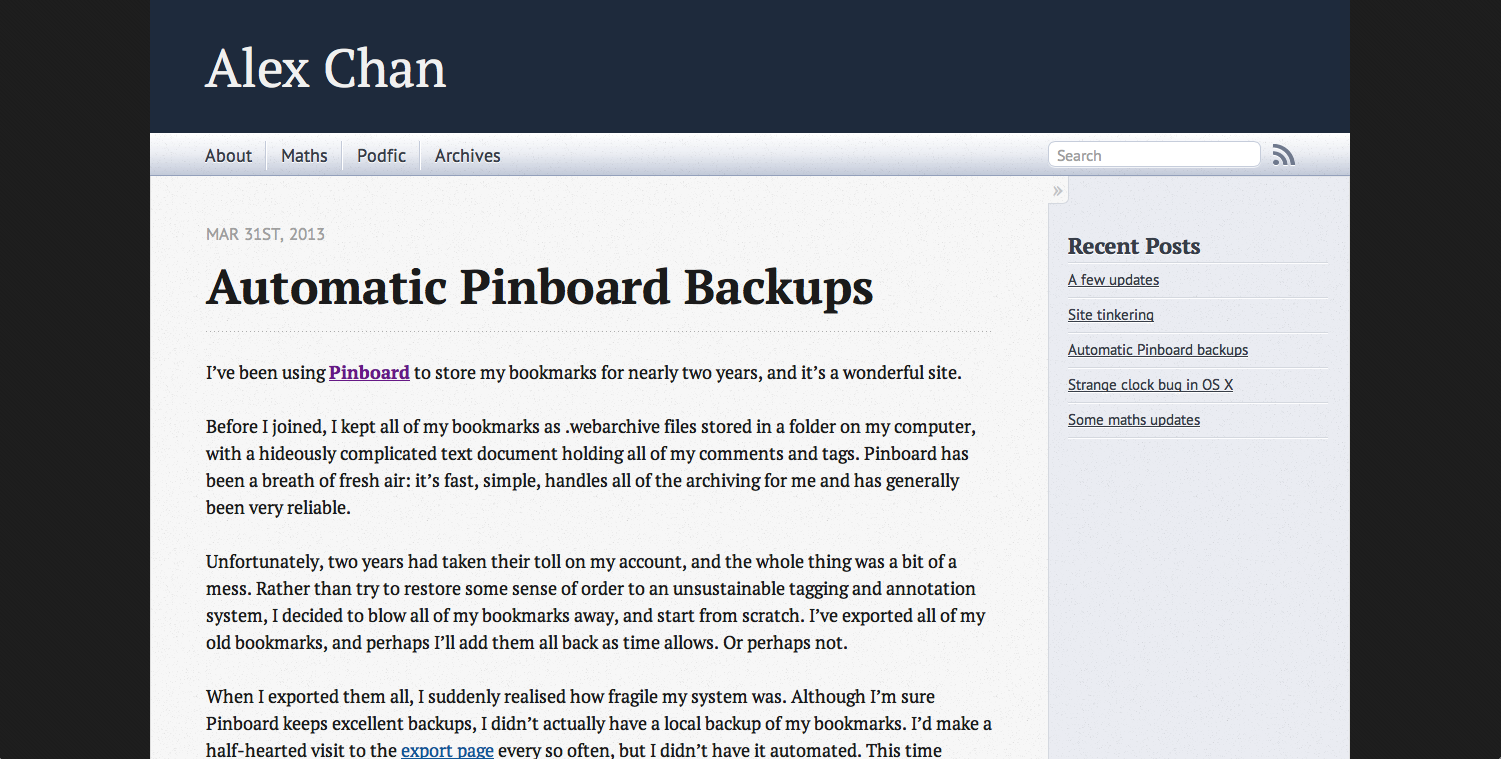 Alex Chan
About
Maths
Podfic
Archives
Search
»
MAR 31ST, 2013
Automatic Pinboard Backups
I’ve been using Pinboard to store my bookmarks for nearly two years, and it’s a wonderful site.
Before I joined, I kept all of my bookmarks as .webarchive files stored in a folder on my computer,
with a hideously complicated text document holding all of my comments and tags. Pinboard has
been a breath of fresh air: it’s fast, simple, handles all of the archiving for me and has generally
been very reliable.
Unfortunately, two years had taken their toll on my account, and the whole thing was a bit of a
mess. Rather than try to restore some sense of order to an unsustainable tagging and annotation
system, I decided to blow all of my bookmarks away, and start from scratch. I’ve exported all of my
old bookmarks, and perhaps I’ll add them all back as time allows. Or perhaps not.
When I exported them all, I suddenly realised how fragile my system was. Although I’m sure
Pinboard keeps excellent backups, I didn’t actually have a local backup of my bookmarks. I’d make a
half-hearted visit to the export page every so often, but I didn’t have it automated. This time
Recent Posts
A few updates
Site tinkering
Automatic Pinboard backups
Strange clock bug in OS X
Some maths updates